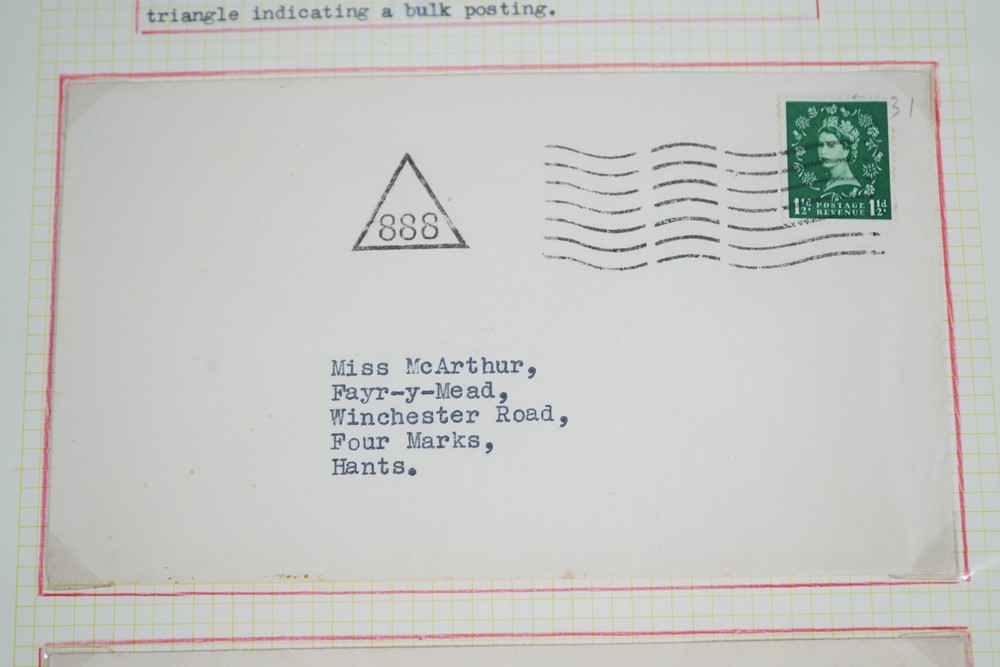 triangle indicating a bulk posting.
31
888
1½d POSTAGE REVENUE 1½d
Miss McArthur,
Fayr-y-Mead,
Winchester Road,
Four Marks,
Hants.